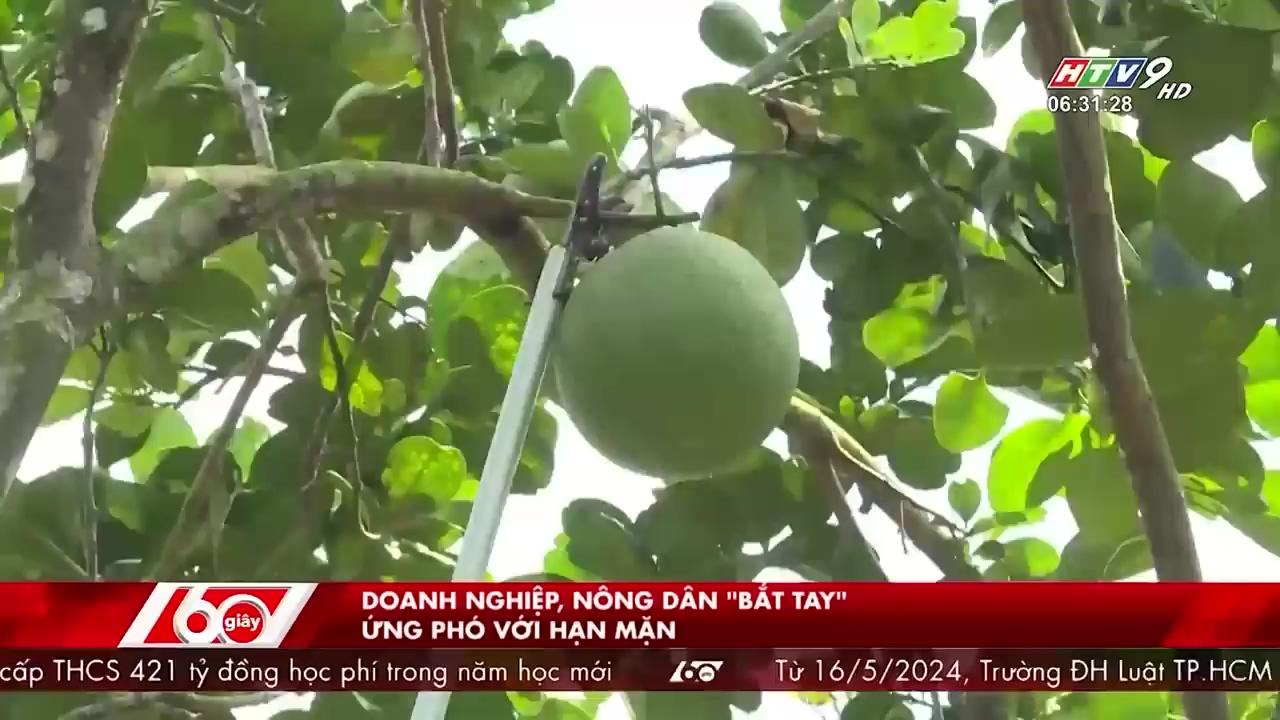 HTV9
HD
06:31:28
60 giây
DOANH NGHIỆP, NÔNG DÂN "BẮT TAY"
ỨNG PHÓ VỚI HẠN MẶN
cấp THCS 421 tỷ đồng học phí trong năm học mới 60 Từ 16/5/2024, Trường ĐH Luật TP.HCM